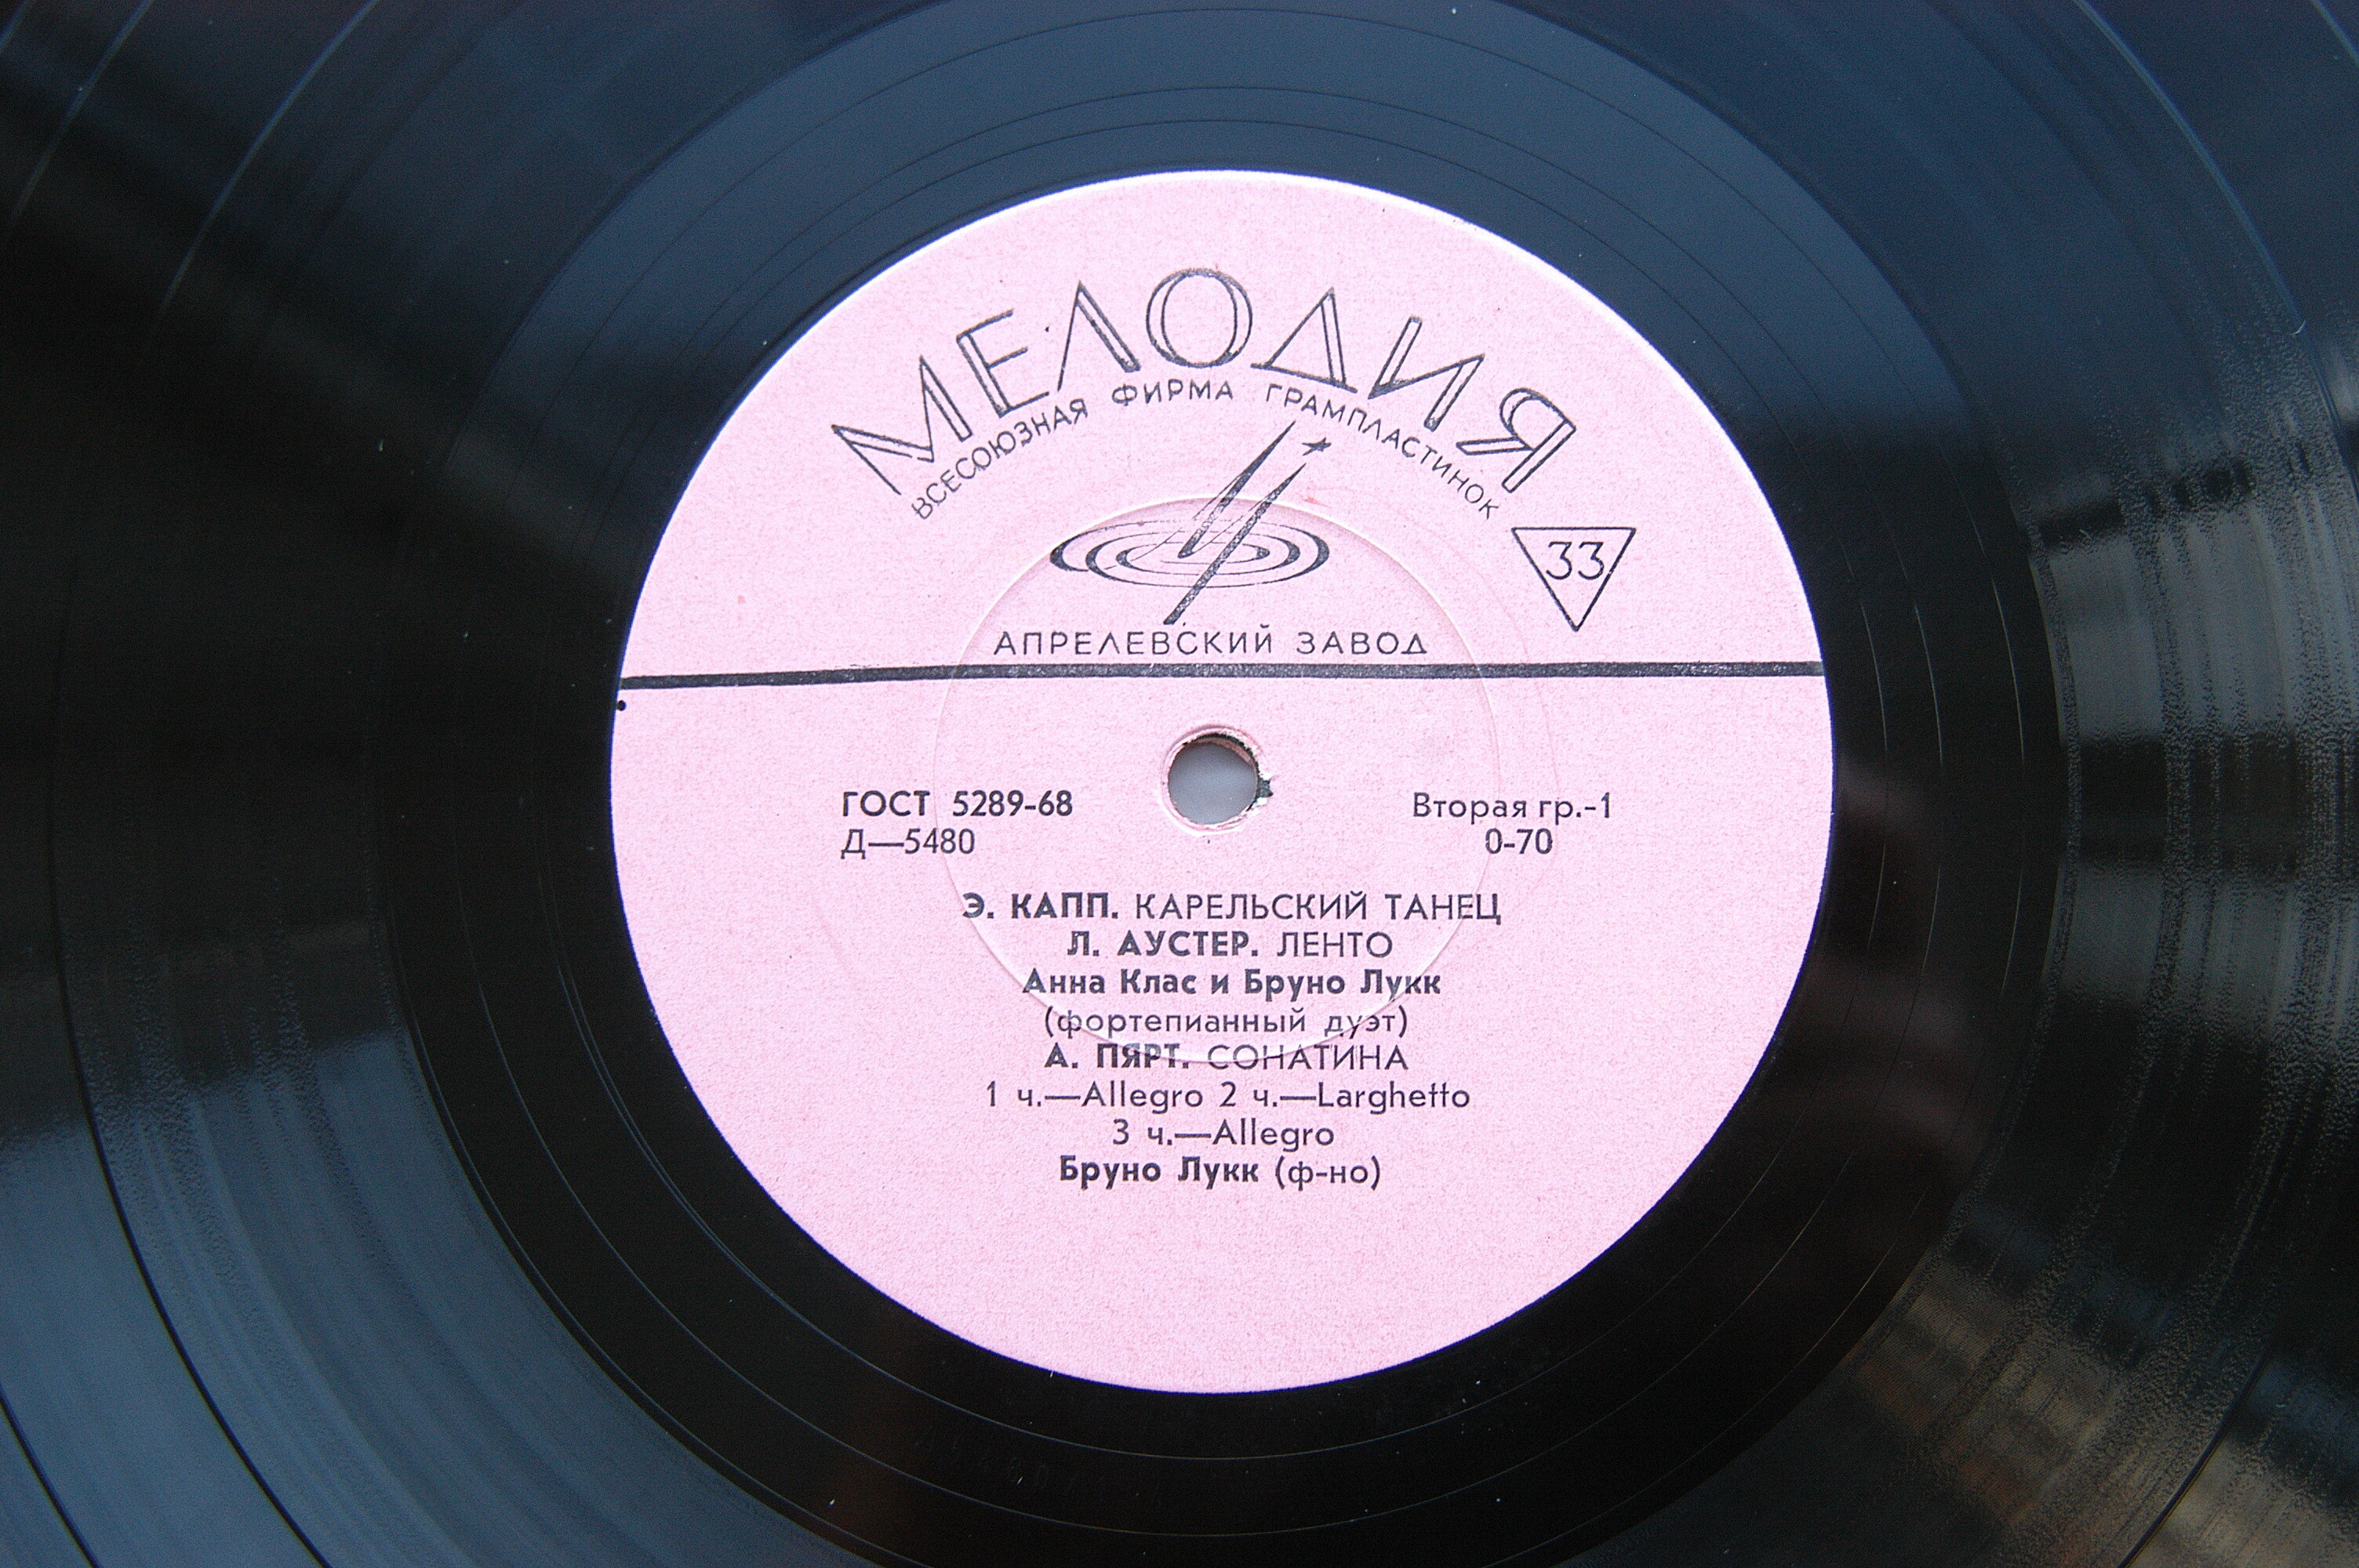 МЕЛОДИЯ
ВСЕСОЮЗНАЯ ФИРМА ГРАМПЛАСТИНОК
33
АПРЕЛЕВСКИЙ ЗАВОД
ГОСТ 5289-68 Вторая гр.-1
Д—5480 0-70
Э. КАПП. КАРЕЛЬСКИЙ ТАНЕЦ
Л. АУСТЕР. ЛЕНТО
Анна Клас и Бруно Лукк
(фортепианный дуэт)
А. ПЯРТ. СОНАТИНА
1 ч.—Allegro 2 ч.—Larghetto
3 ч.—Allegro
Бруно Лукк (ф-но)